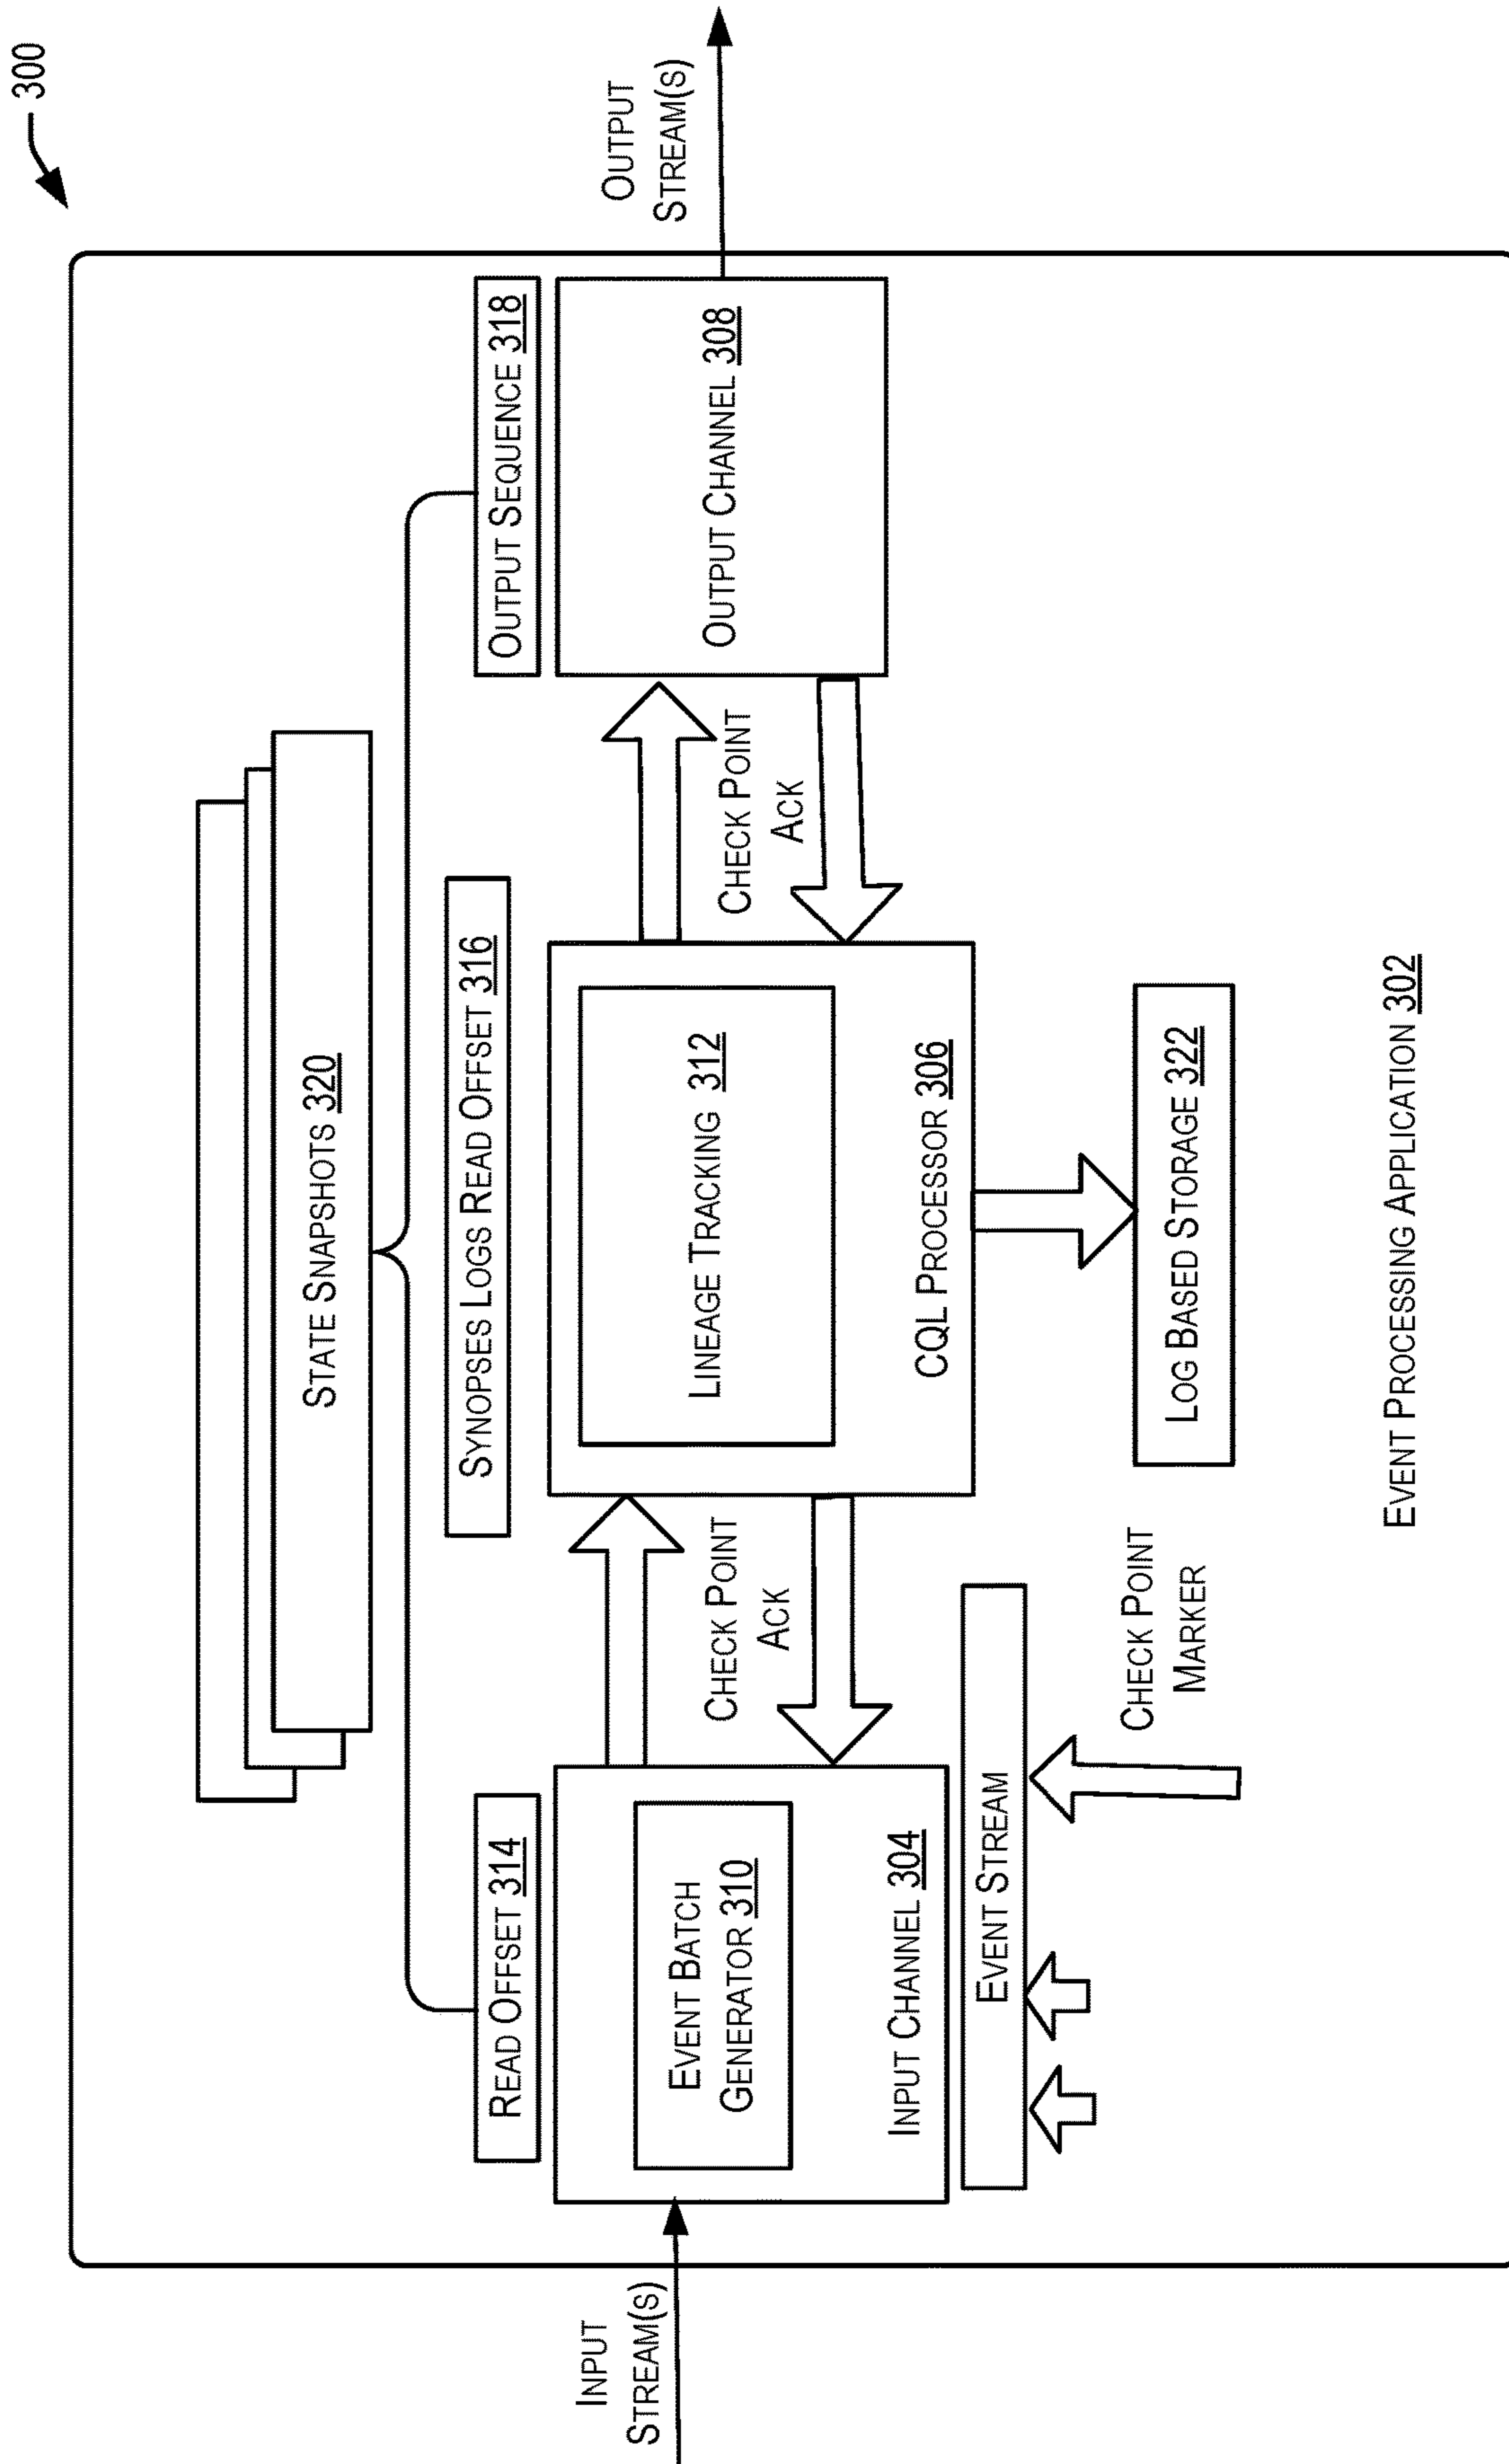 300
INPUT
STREAM(S)
OUTPUT
STREAM(S)
STATE SNAPSHOTS 320
READ OFFSET 314
SYNOPSES LOGS READ OFFSET 316
OUTPUT SEQUENCE 318
EVENT BATCH
GENERATOR 310
INPUT CHANNEL 304
CHECK POINT
ACK
LINEAGE TRACKING 312
CQL PROCESSOR 306
CHECK POINT
ACK
OUTPUT CHANNEL 308
EVENT STREAM
CHECK POINT
MARKER
LOG BASED STORAGE 322
EVENT PROCESSING APPLICATION 302